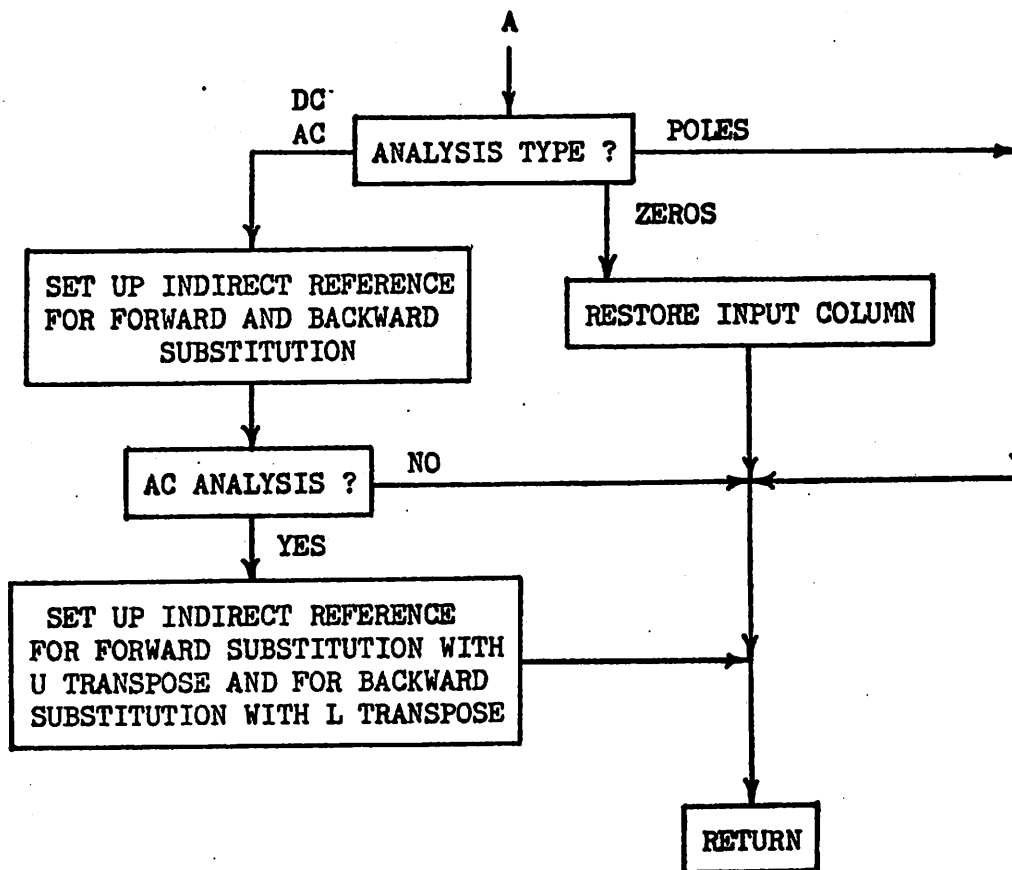 A
DC
AC
ANALYSIS TYPE ?
POLES
ZEROS
SET UP INDIRECT REFERENCE
FOR FORWARD AND BACKWARD
SUBSTITUTION
RESTORE INPUT COLUMN
AC ANALYSIS ?
NO
YES
SET UP INDIRECT REFERENCE
FOR FORWARD SUBSTITUTION WITH
U TRANSPOSE AND FOR BACKWARD
SUBSTITUTION WITH L TRANSPOSE
RETURN